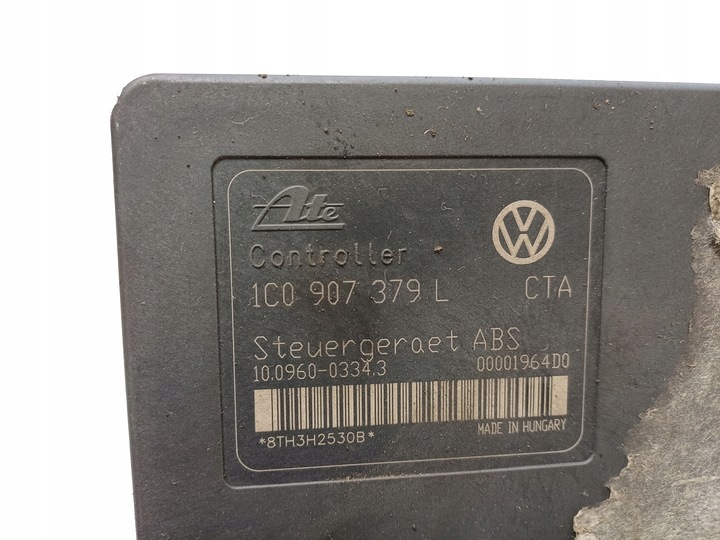 Ate
Controller
1C0 907 379 L CTA
Steuergeraet ABS
10.0960-0334.3 00001964D0
*8TH3H2530B* MADE IN HUNGARY